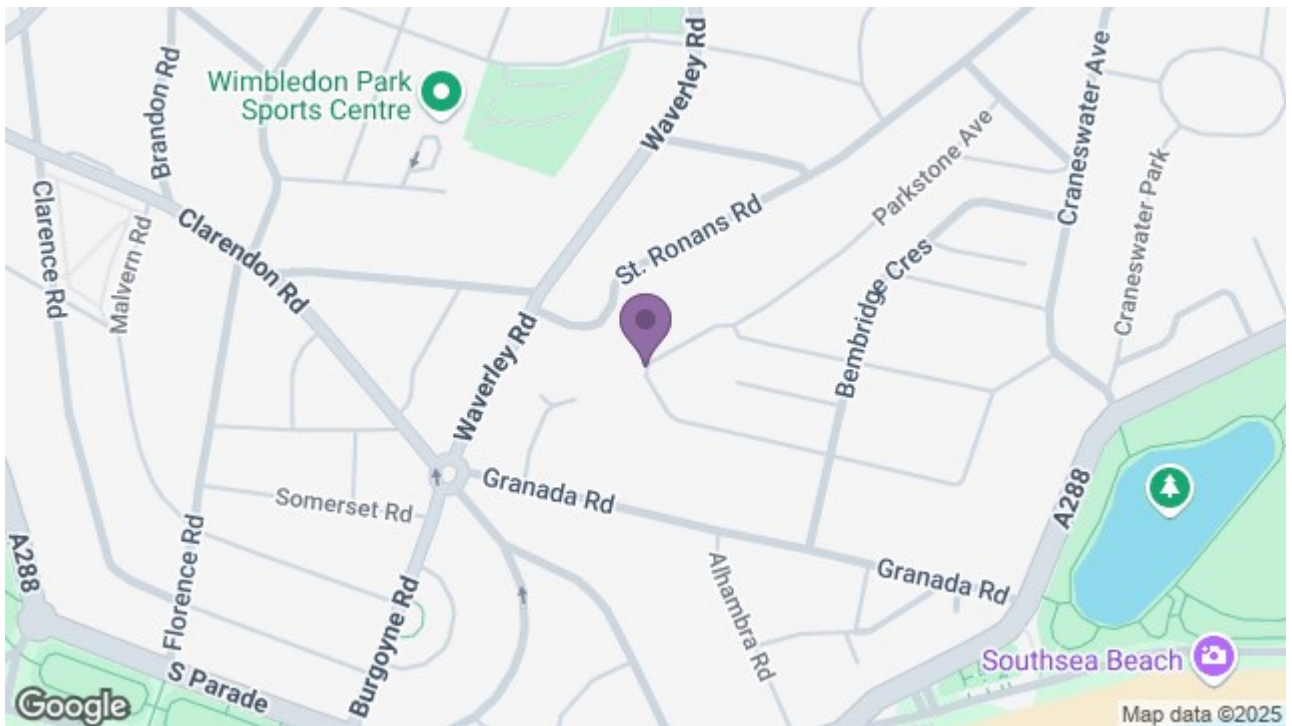 Brandon Rd
Wimbledon Park
Sports Centre
Waverley Rd
Craneswater Ave
Parkstone Ave
Craneswater Park
Clarence Rd
Malvern Rd
Clarendon Rd
St. Ronans Rd
Bembridge Cres
Waverley Rd
Granada Rd
Somerset Rd
A288
A288
Florence Rd
Alhambra Rd
Granada Rd
Burgoyne Rd
S Parade
Southsea Beach
Google
Map data ©2025